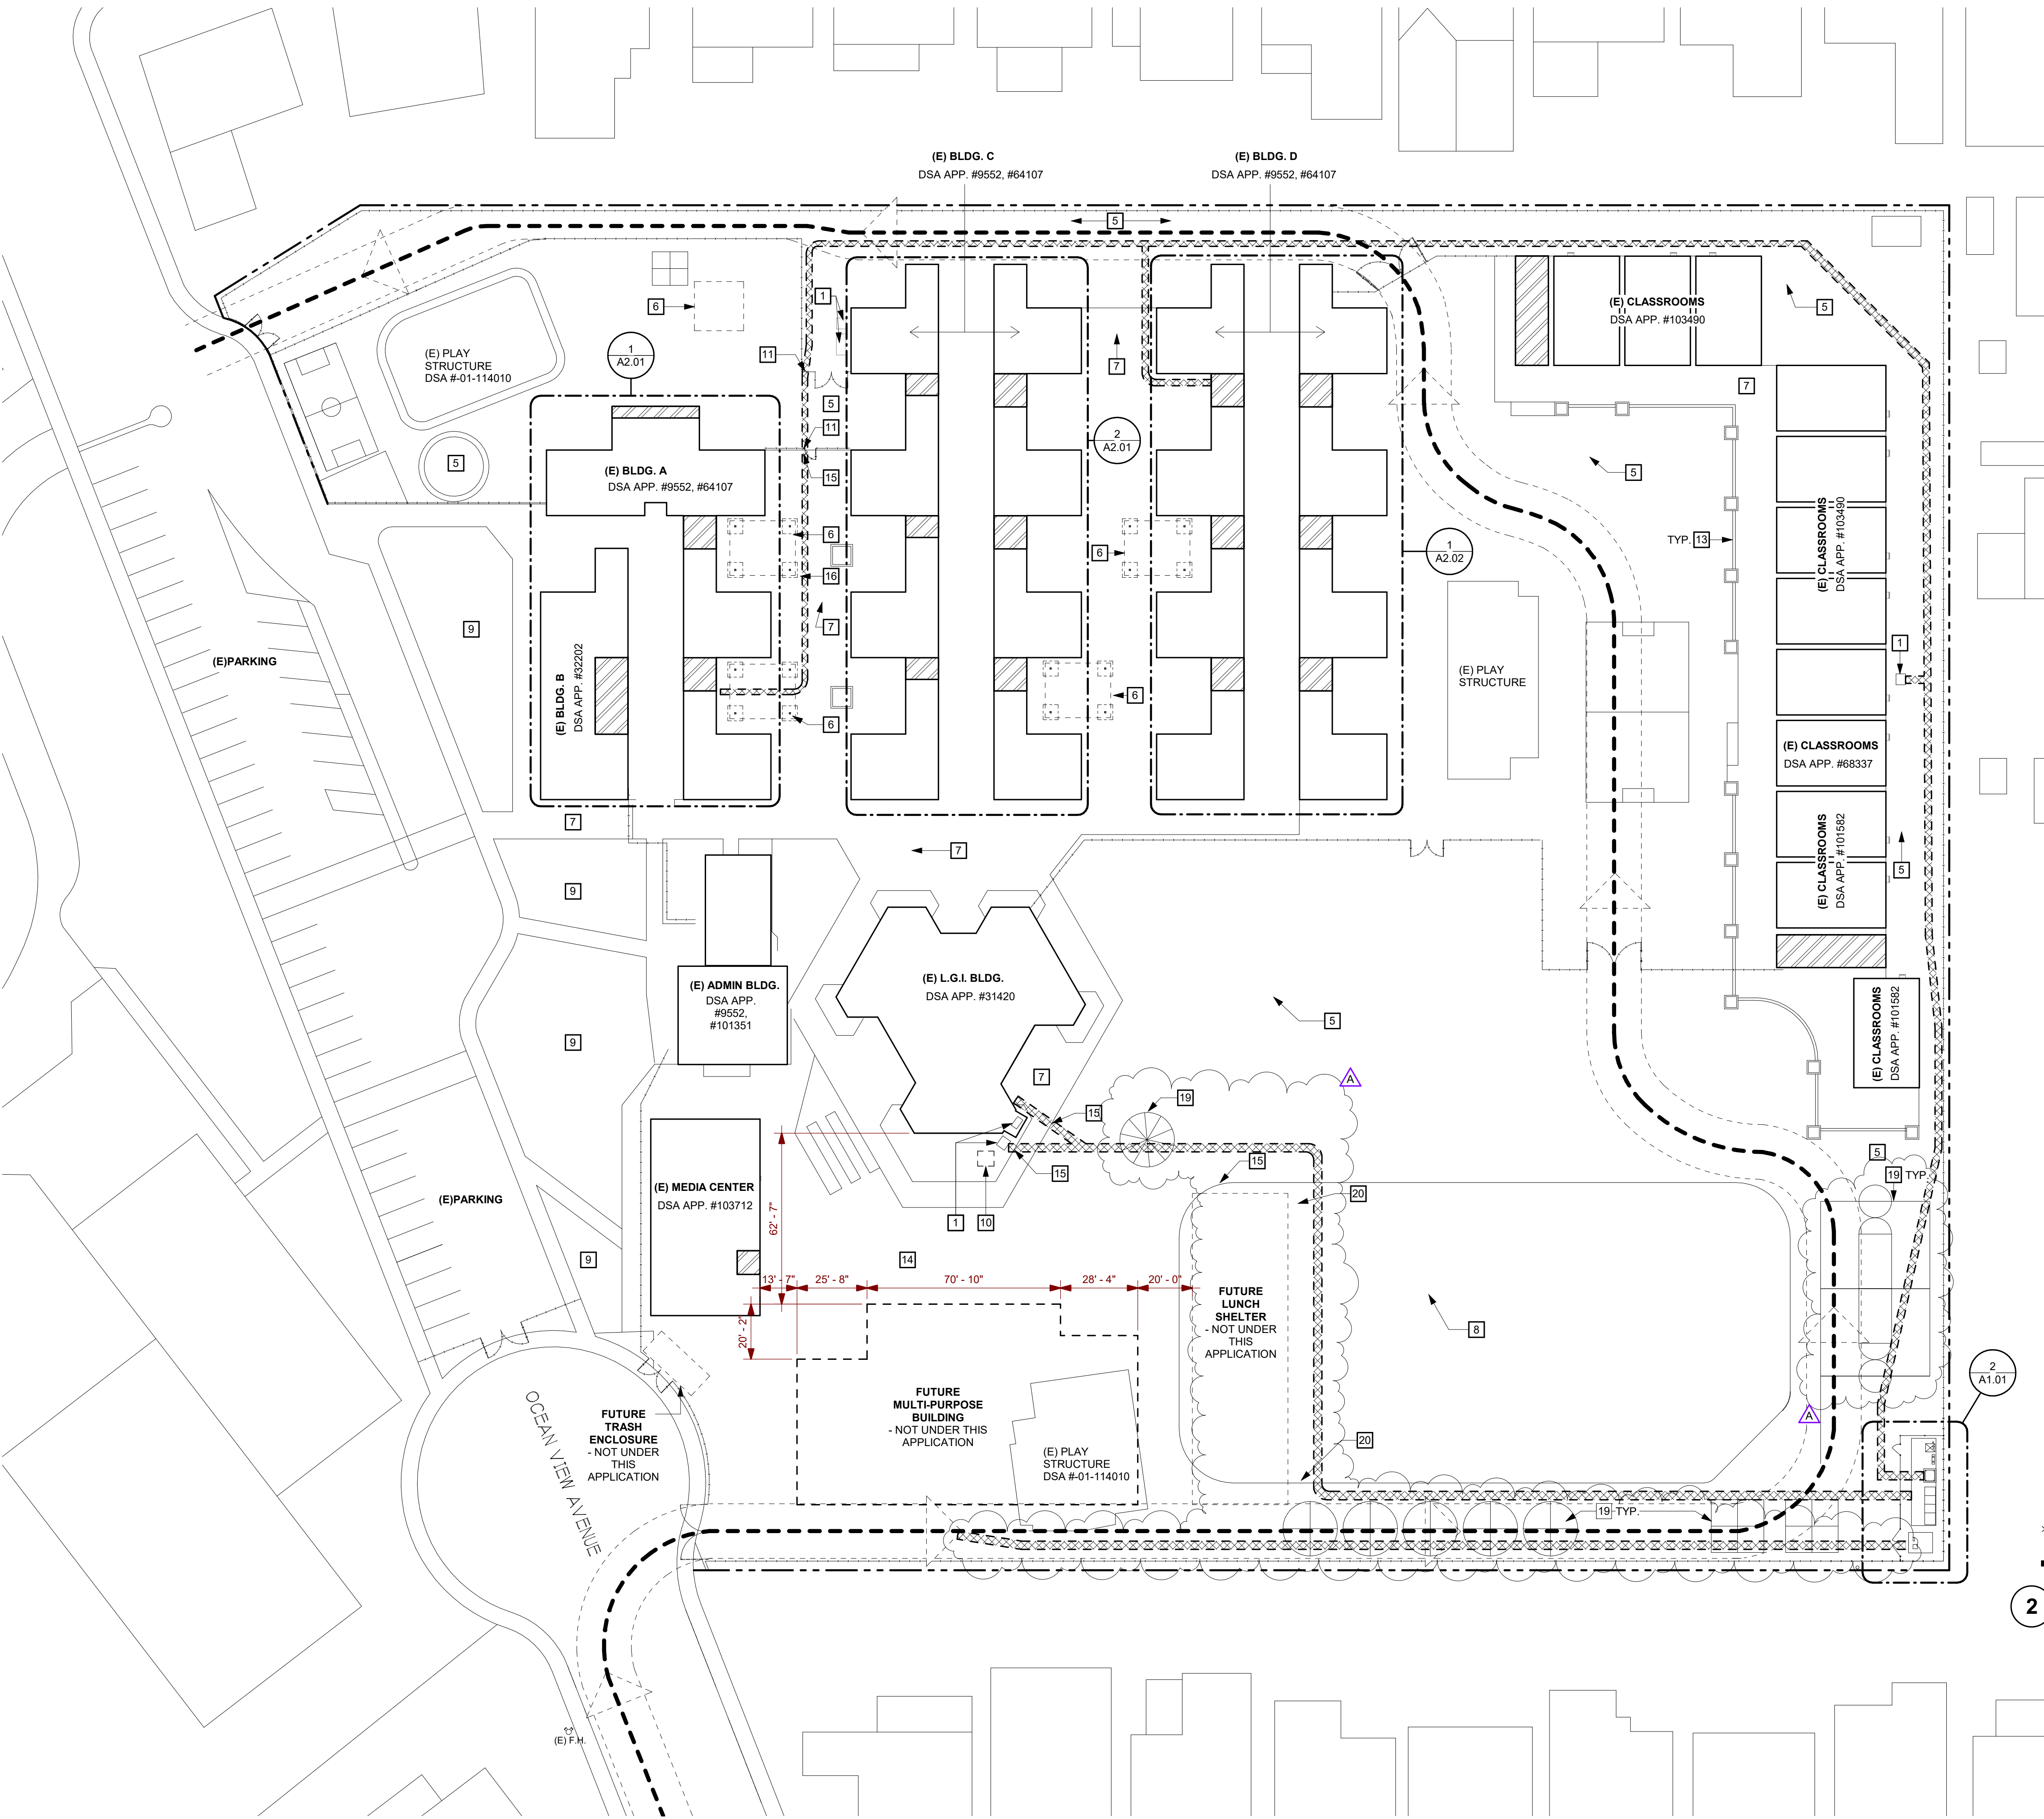 (E) BLDG. C
DSA APP. #9552, #64107
(E) BLDG. D
DSA APP. #9552, #64107
5
6
1
1
A2.01
11
(E) PLAY
STRUCTURE
DSA #-01-114010
7
5
(E) CLASSROOMS
DSA APP. #103490
5
7
5
11
2
A2.01
5
(E) BLDG. A
DSA APP. #9552, #64107
15
5
(E) CLASSROOMS
DSA APP. #103490
6
6
1
A2.02
TYP. 13
16
9
7
(E)PARKING
(E) BLDG. B
DSA APP. #32202
(E) PLAY
STRUCTURE
1
6
6
(E) CLASSROOMS
DSA APP. #68337
7
7
(E) CLASSROOMS
DSA APP. #101582
5
9
(E) ADMIN BLDG.
DSA APP.
#9552,
#101351
(E) L.G.I. BLDG.
DSA APP. #31420
5
(E) CLASSROOMS
DSA APP. #101582
9
7
A
19
15
15
15
5
19 TYP.
(E) MEDIA CENTER
DSA APP. #103712
62' - 7"
(E)PARKING
20
1
10
9
14
13' - 7"
25' - 8"
70' - 10"
28' - 4"
20' - 0"
20' - 2"
FUTURE
LUNCH
SHELTER
- NOT UNDER
THIS
APPLICATION
8
2
A1.01
OCEAN VIEW AVENUE
FUTURE
TRASH
ENCLOSURE
- NOT UNDER
THIS
APPLICATION
FUTURE
MULTI-PURPOSE
BUILDING
- NOT UNDER THIS
APPLICATION
(E) PLAY
STRUCTURE
DSA #-01-114010
A
20
19 TYP.
2
(E) F.H.